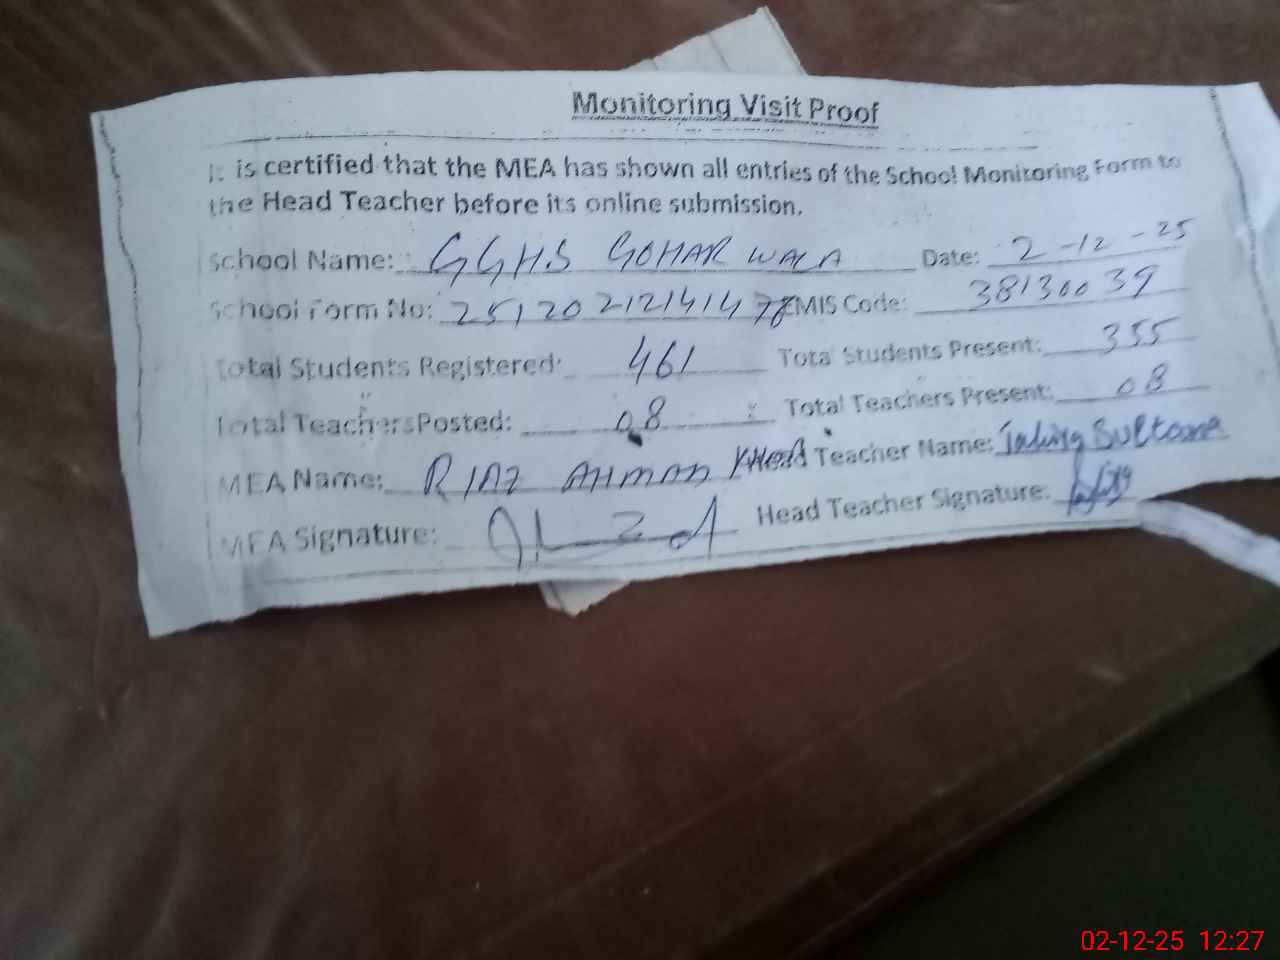 Monitoring Visit Proof
It is certified that the MEA has shown all entries of the School Monitoring Form to
the Head Teacher before its online submission.
School Name: GGHS GOHAR WALA Date: 2-12-25
School Form No: 25120212141478 EMIS Code: 38130039
Total Students Registered: 461 Total Students Present: 355
Total Teachers Posted: 08 Total Teachers Present: 08
MEA Name: RIAZ AHMAD Head Teacher Name: Sultana
MEA Signature: Head Teacher Signature:
02-12-25 12:27